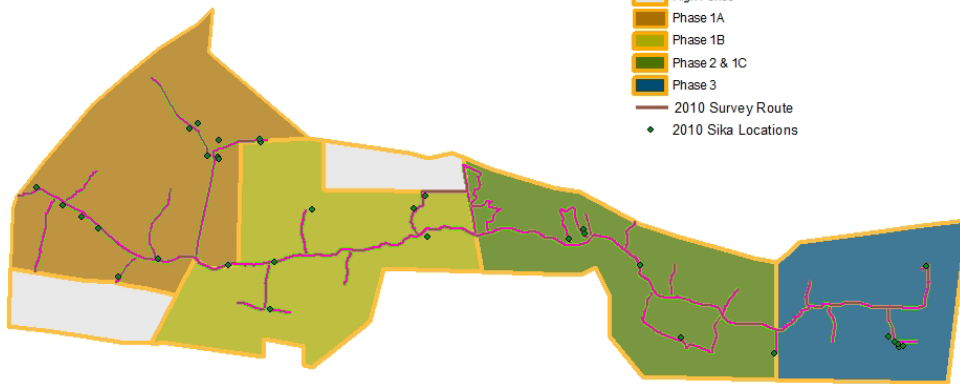 Phase 1A
Phase 1B
Phase 2 & 1C
Phase 3
2010 Survey Route
2010 Sika Locations